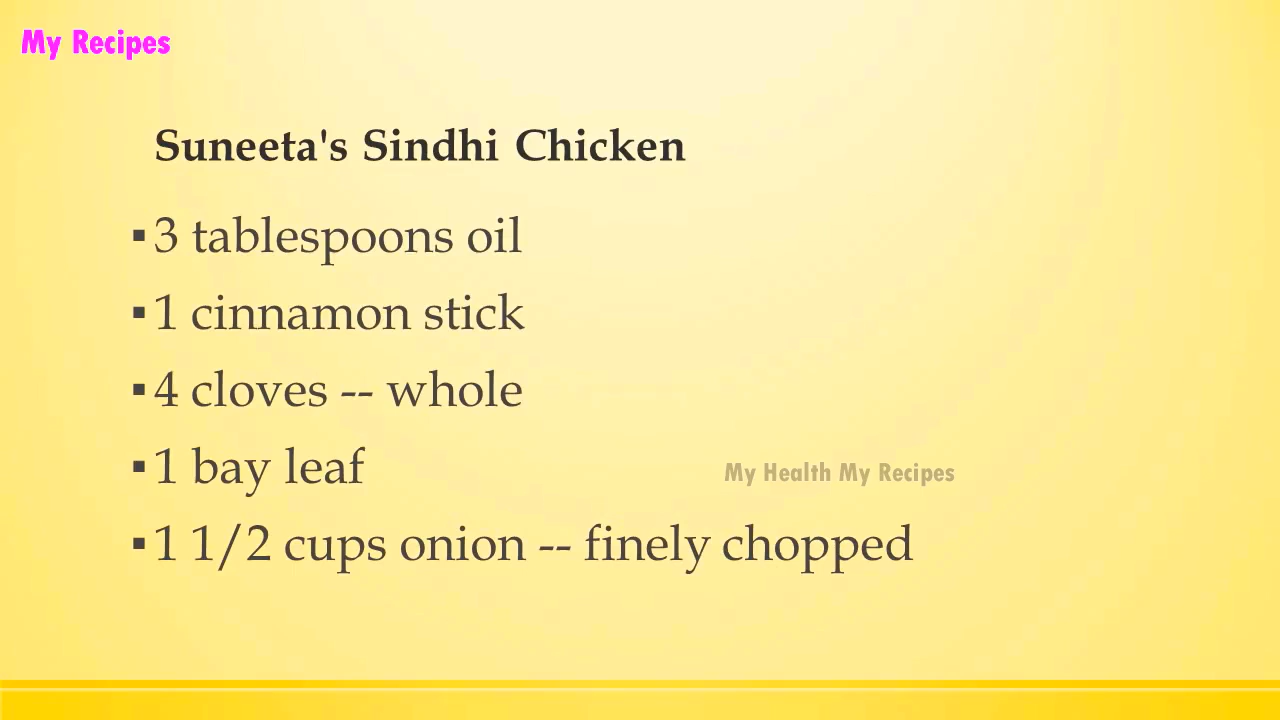 My Recipes
Suneeta's Sindhi Chicken
▪3 tablespoons oil
▪1 cinnamon stick
▪4 cloves -- whole
▪1 bay leaf
My Health My Recipes
▪1 1/2 cups onion -- finely chopped